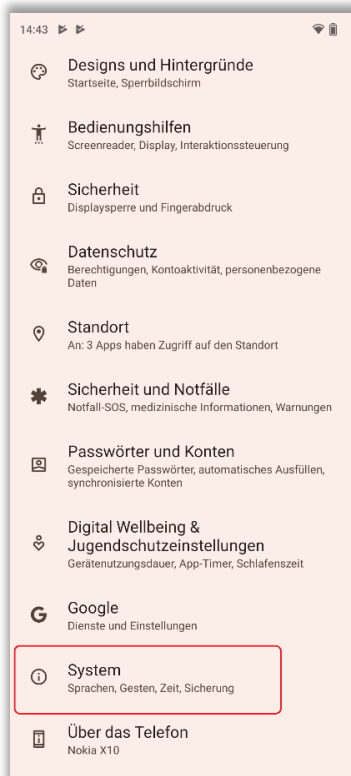 14:43
Designs und Hintergründe
Startseite, Sperrbildschirm
Bedienungshilfen
Screenreader, Display, Interaktionssteuerung
Sicherheit
Displaysperre und Fingerabdruck
Datenschutz
Berechtigungen, Kontoaktivität, personenbezogene
Daten
Standort
An: 3 Apps haben Zugriff auf den Standort
Sicherheit und Notfälle
Notfall-SOS, medizinische Informationen, Warnungen
Passwörter und Konten
Gespeicherte Passwörter, automatisches Ausfüllen,
synchronisierte Konten
Digital Wellbeing &
Jugendschutzeinstellungen
Gerätenutzungsdauer, App-Timer, Schlafenszeit
Google
Dienste und Einstellungen
System
Sprachen, Gesten, Zeit, Sicherung
Über das Telefon
Nokia X10